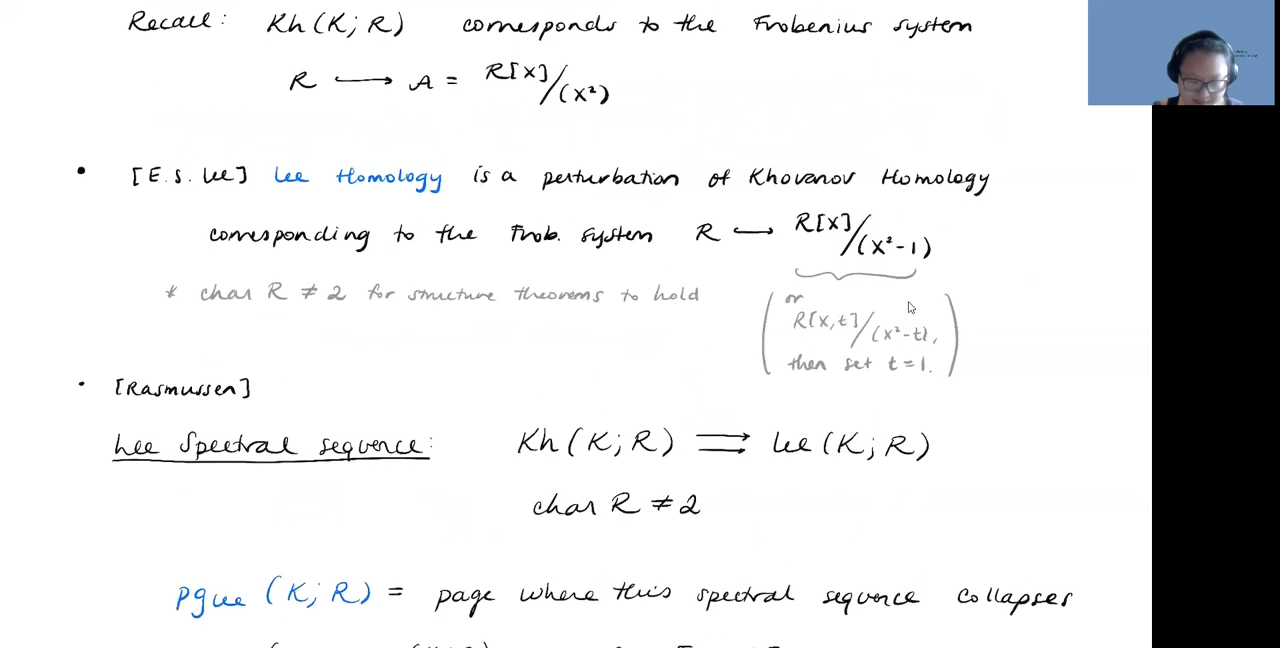 Recall: Kh(K; R) corresponds to the Frobenius system
R ⟶ A = R[X]/(X²)
• [E.S. Lee] Lee Homology is a perturbation of Khovanov Homology
corresponding to the Frob. system R ⟶ R[X]/(X²-1)
* char R ≠ 2 for structure theorems to hold
(or
R[X,t]/(X²-t),
then set t=1.)
• [Rasmussen]
Lee Spectral sequence: Kh(K; R) ⇒ Lee(K; R)
char R ≠ 2
pgLee (K; R) = page where this spectral sequence collapses